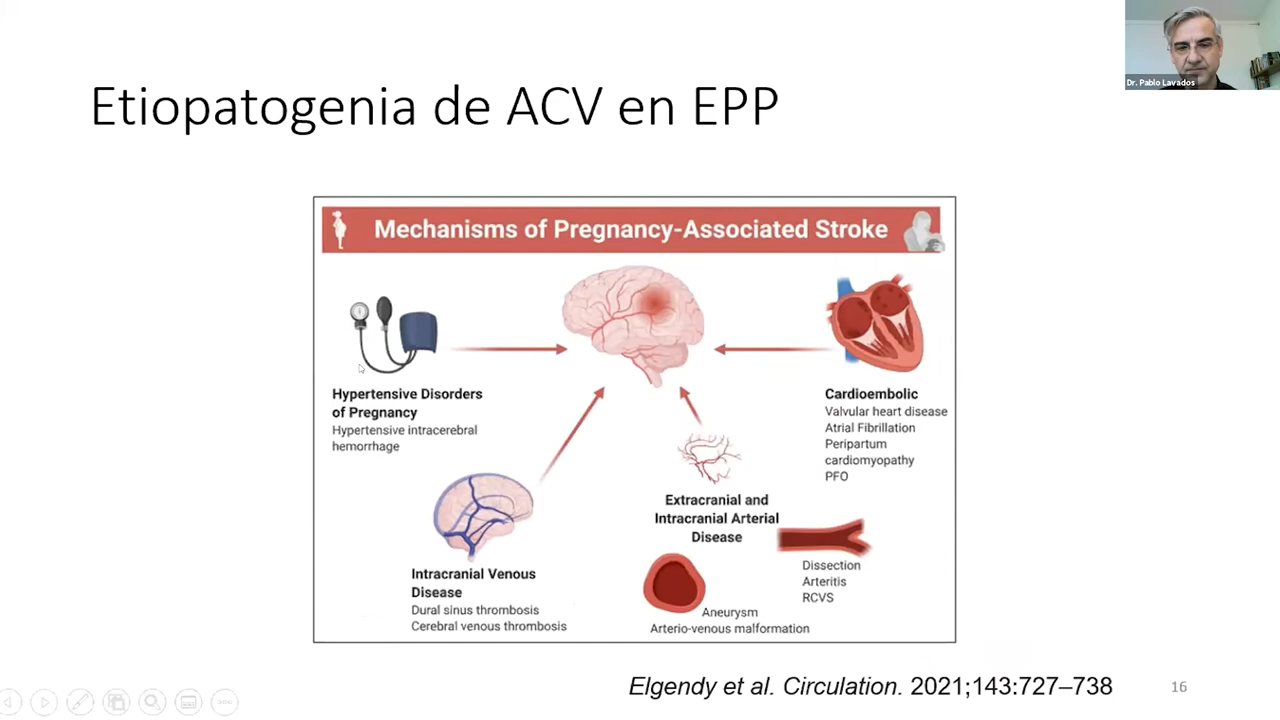 Dr. Pablo Lavados
Etiopatogenia de ACV en EPP
Mechanisms of Pregnancy-Associated Stroke
Hypertensive Disorders
of Pregnancy
Hypertensive intracerebral
hemorrhage
Cardioembolic
Valvular heart disease
Atrial Fibrillation
Peripartum
cardiomyopathy
PFO
Intracranial Venous
Disease
Dural sinus thrombosis
Cerebral venous thrombosis
Extracranial and
Intracranial Arterial
Disease
Dissection
Arteritis
RCVS
Aneurysm
Arterio-venous malformation
Elgendy et al. Circulation. 2021;143:727–738
16